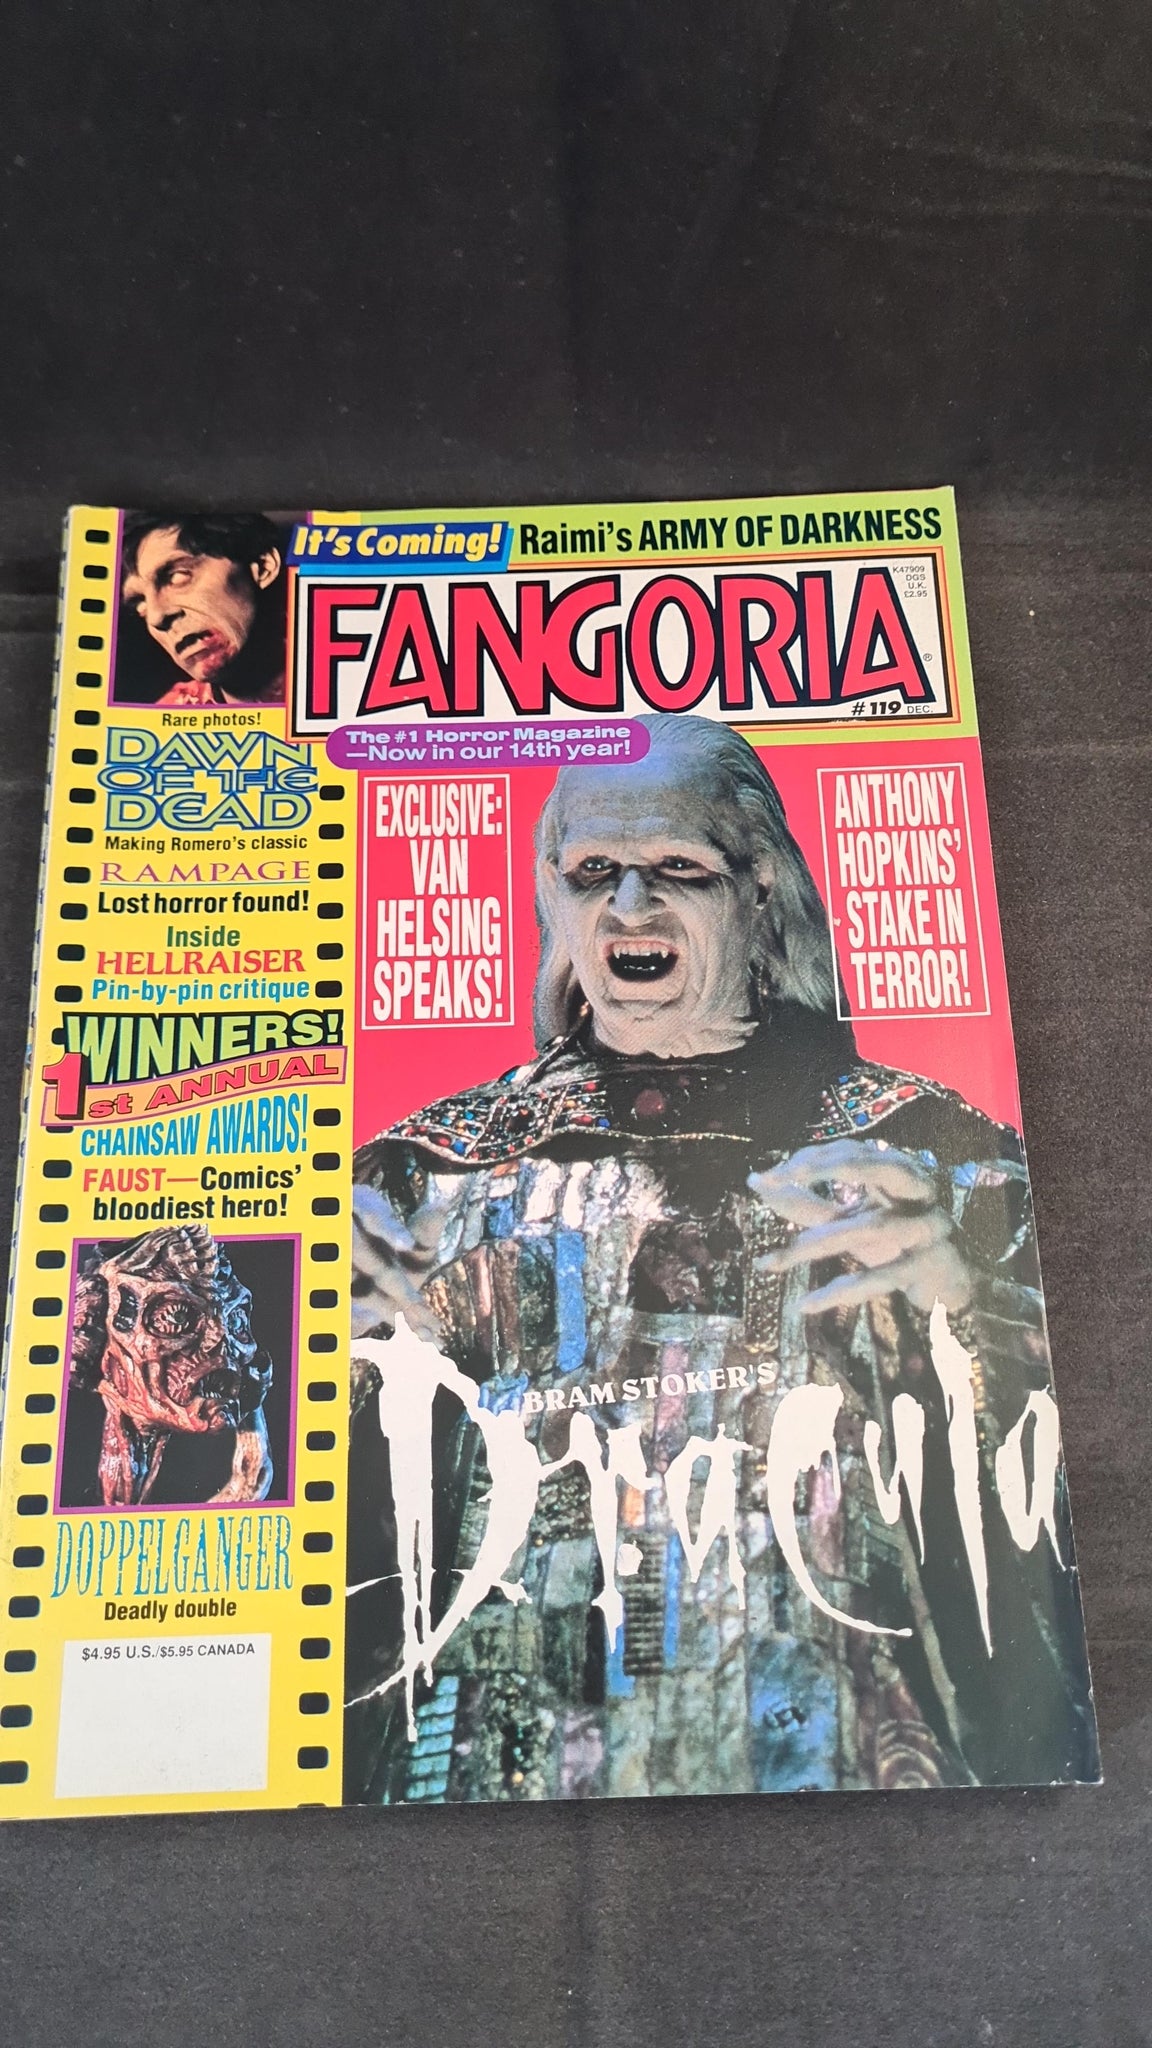 It's Coming! Raimi's ARMY OF DARKNESS
K47909
DGS
U.K.
£2.95
FANGORIA®
#119 DEC.
The #1 Horror Magazine
—Now in our 14th year!
Rare photos!
DAWN
OF THE
DEAD
Making Romero's classic
RAMPAGE
Lost horror found!
Inside
HELLRAISER
Pin-by-pin critique
WINNERS!
1st ANNUAL
CHAINSAW AWARDS!
FAUST—Comics'
bloodiest hero!
DOPPELGANGER
Deadly double
$4.95 U.S./$5.95 CANADA
EXCLUSIVE:
VAN
HELSING
SPEAKS!
ANTHONY
HOPKINS'
STAKE IN
TERROR!
BRAM STOKER'S
Dracula